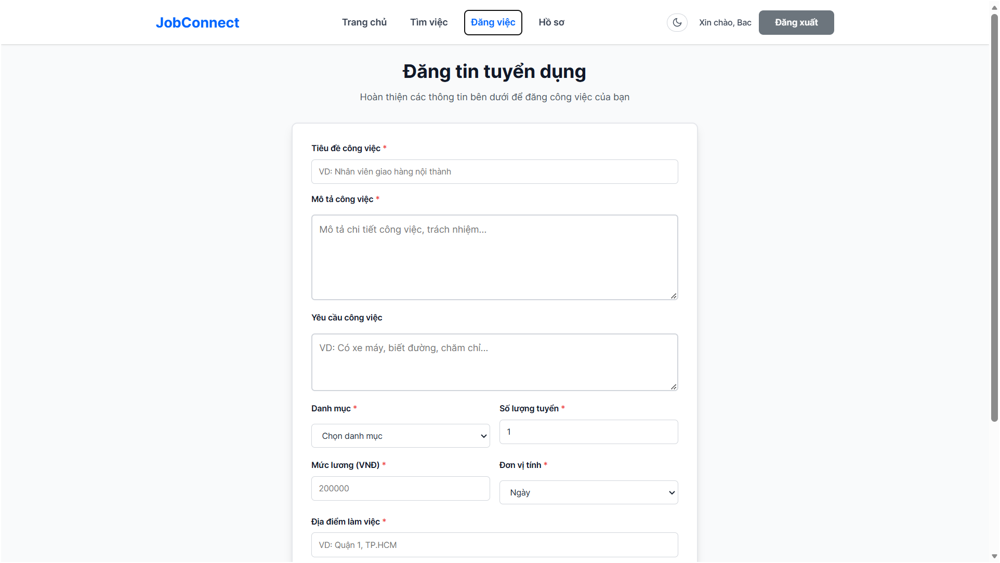 JobConnect
Trang chủ
Tìm việc
Đăng việc
Hồ sơ
Xin chào, Bac
Đăng xuất
Đăng tin tuyển dụng
Hoàn thiện các thông tin bên dưới để đăng công việc của bạn
Tiêu đề công việc *
VD: Nhân viên giao hàng nội thành
Mô tả công việc *
Mô tả chi tiết công việc, trách nhiệm...
Yêu cầu công việc
VD: Có xe máy, biết đường, chăm chỉ...
Danh mục *
Số lượng tuyển *
Chọn danh mục
1
Mức lương (VNĐ) *
Đơn vị tính *
200000
Ngày
Địa điểm làm việc *
VD: Quận 1, TP.HCM